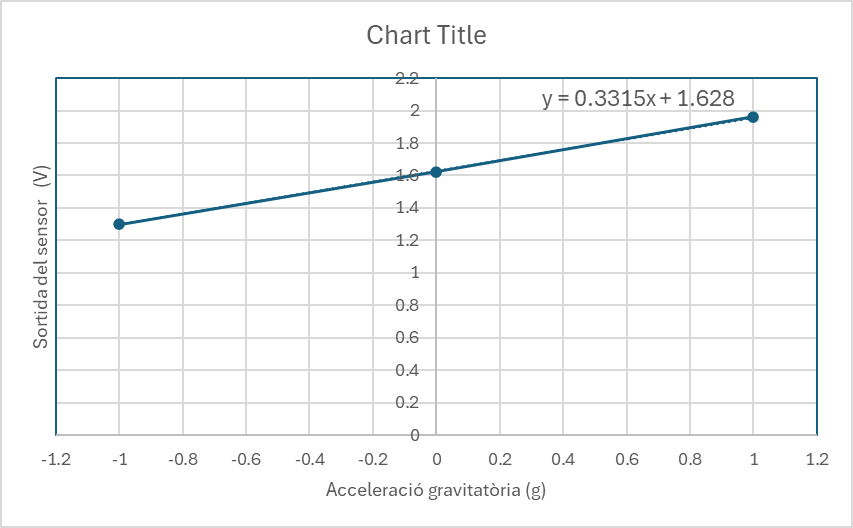 Chart Title
2.2
y = 0.3315x + 1.628
2
1.8
1.6
1.4
1.2
1
0.8
0.6
0.4
0.2
0
Sortida del sensor (V)
-1.2 -1 -0.8 -0.6 -0.4 -0.2 0 0.2 0.4 0.6 0.8 1 1.2
Acceleració gravitatòria (g)